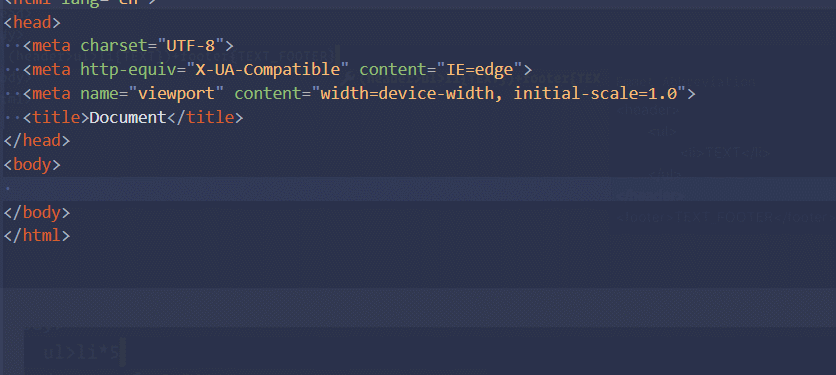 <html lang="en">
<head>
<meta charset="UTF-8">
<meta http-equiv="X-UA-Compatible" content="IE=edge">
<meta name="viewport" content="width=device-width, initial-scale=1.0">
<title>Document</title>
</head>
<body>
</body>
</html>
ul>li*5